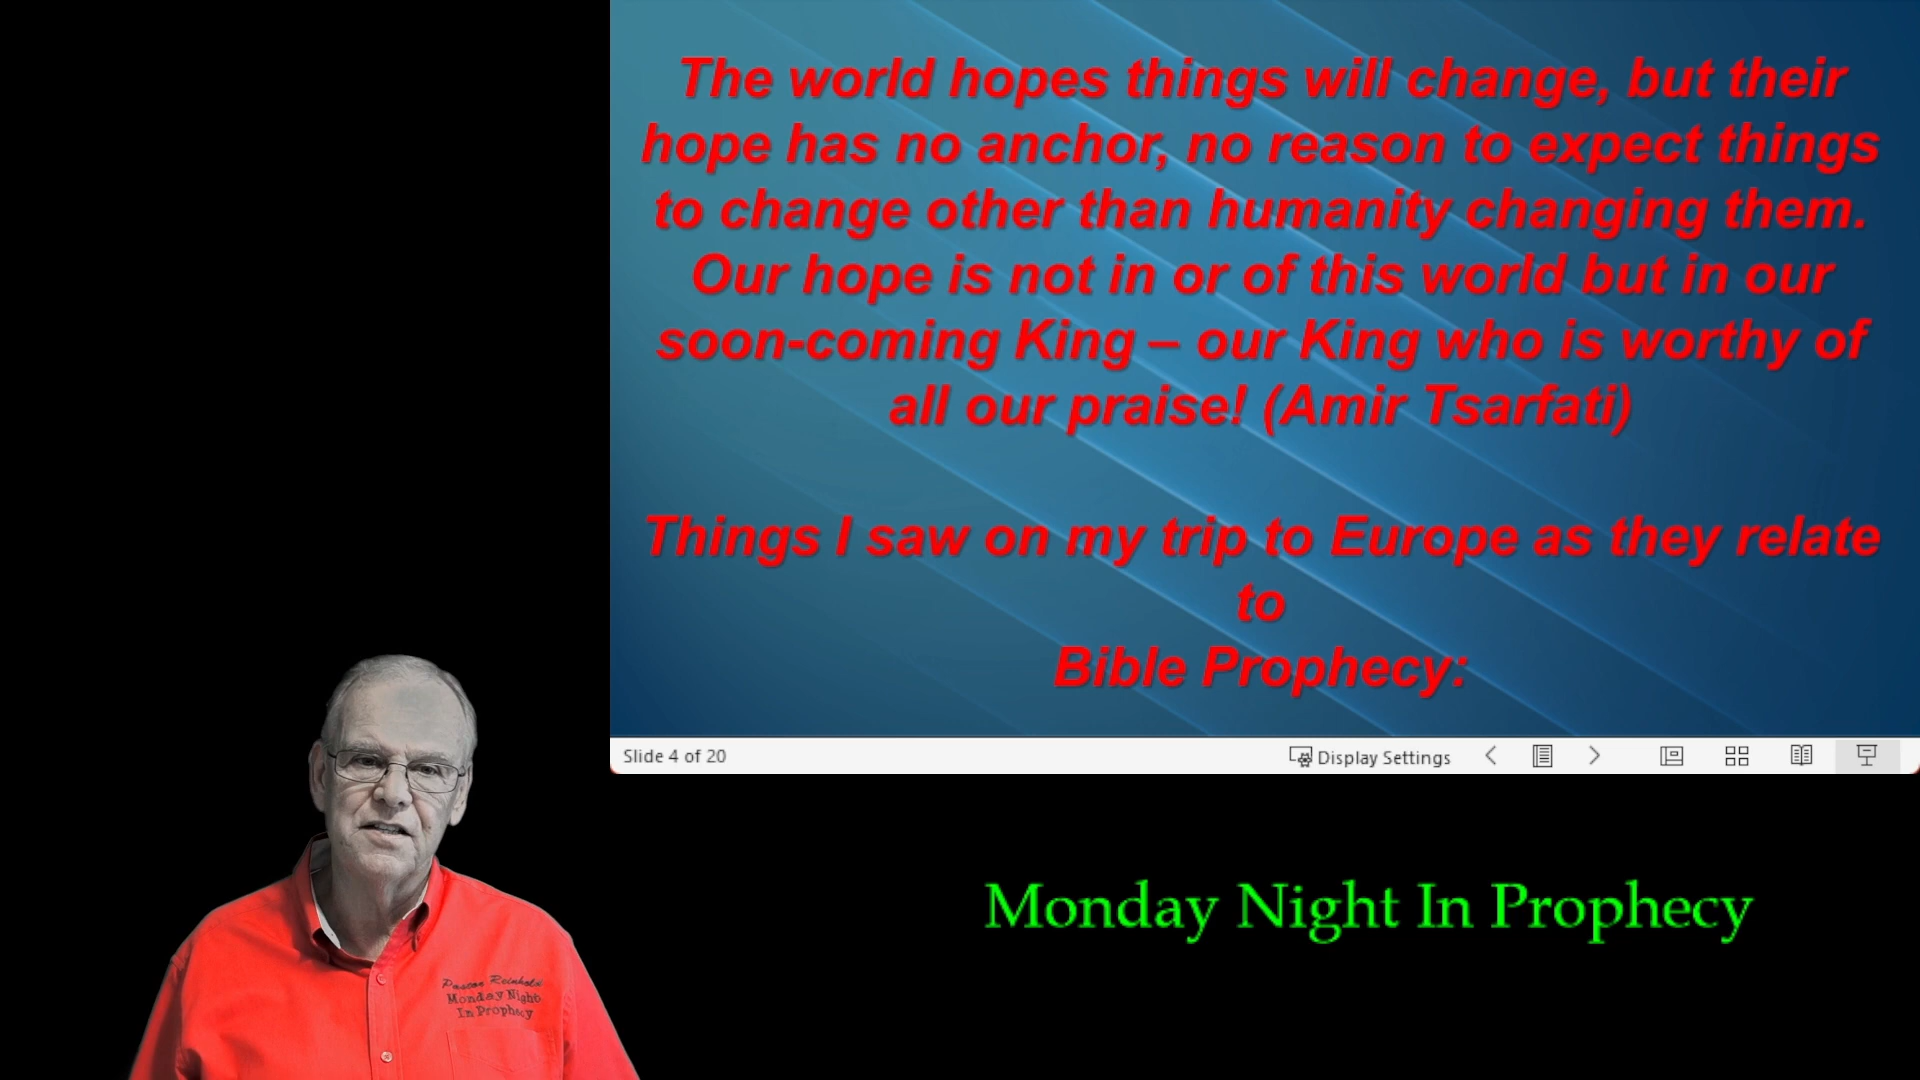 The world hopes things will change, but their
hope has no anchor, no reason to expect things
to change other than humanity changing them.
Our hope is not in or of this world but in our
soon-coming King – our King who is worthy of
all our praise! (Amir Tsarfati)
Things I saw on my trip to Europe as they relate
to
Bible Prophecy:
Slide 4 of 20
Display Settings
Monday Night In Prophecy
Pastor Reinhold
Monday Night
In Prophecy